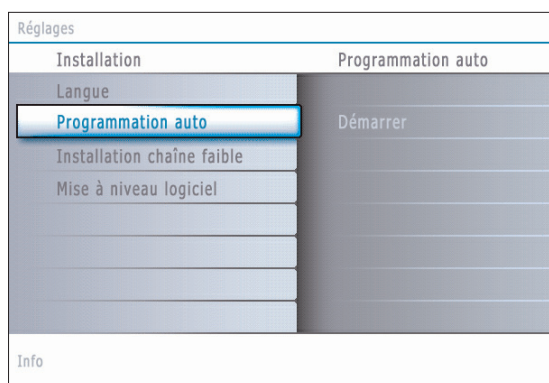 Réglages
Installation Programmation auto
Langue
Programmation auto Démarrer
Installation chaîne faible
Mise à niveau logiciel
Info